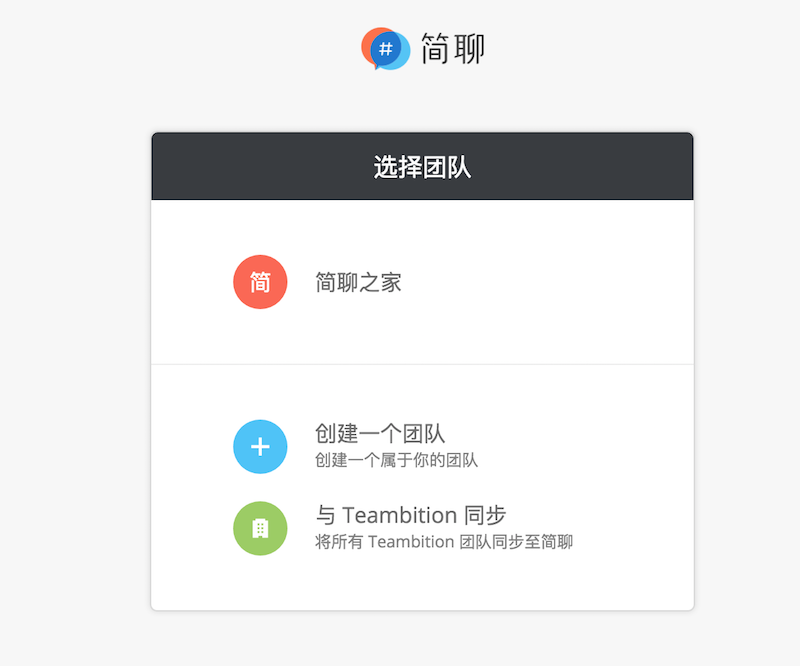 # 简聊
选择团队
简 简聊之家
+ 创建一个团队
创建一个属于你的团队
与 Teambition 同步
将所有 Teambition 团队同步至简聊